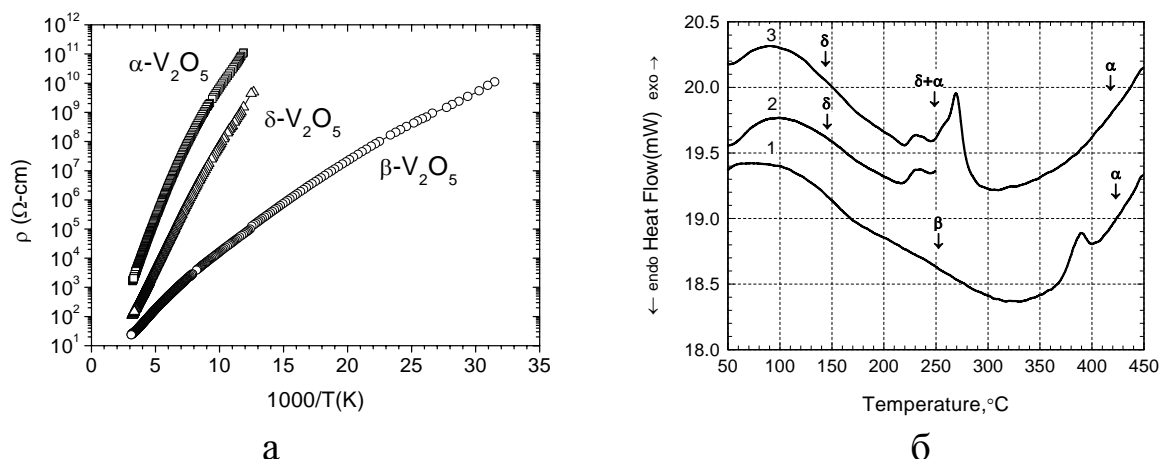 10¹²
10¹¹
10¹⁰
10⁹
10⁸
10⁷
10⁶
10⁵
10⁴
10³
10²
10¹
ρ (Ω-cm)
α-V₂O₅
δ-V₂O₅
β-V₂O₅
0 5 10 15 20 25 30 35
1000/T(K)
а
20.5
20.0
19.5
19.0
18.5
18.0
← endo Heat Flow(mW) exo →
3
δ
δ+α
α
2
δ
1
β
α
50 100 150 200 250 300 350 400 450
Temperature,°C
б